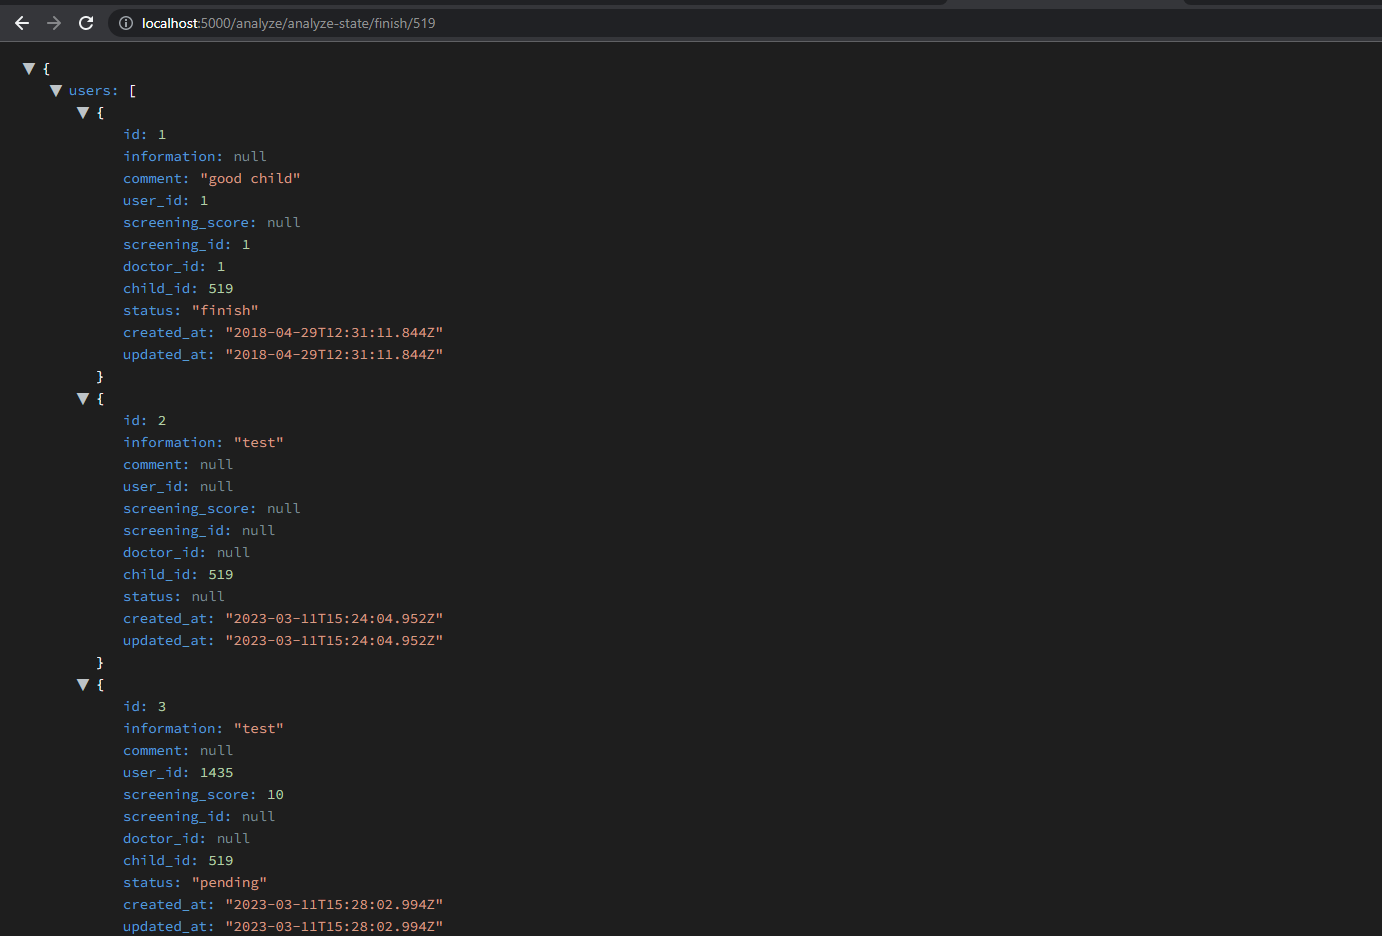 localhost:5000/analyze/analyze-state/finish/519
{
users: [
{
id: 1
information: null
comment: "good child"
user_id: 1
screening_score: null
screening_id: 1
doctor_id: 1
child_id: 519
status: "finish"
created_at: "2018-04-29T12:31:11.844Z"
updated_at: "2018-04-29T12:31:11.844Z"
}
{
id: 2
information: "test"
comment: null
user_id: null
screening_score: null
screening_id: null
doctor_id: null
child_id: 519
status: null
created_at: "2023-03-11T15:24:04.952Z"
updated_at: "2023-03-11T15:24:04.952Z"
}
{
id: 3
information: "test"
comment: null
user_id: 1435
screening_score: 10
screening_id: null
doctor_id: null
child_id: 519
status: "pending"
created_at: "2023-03-11T15:28:02.994Z"
updated_at: "2023-03-11T15:28:02.994Z"